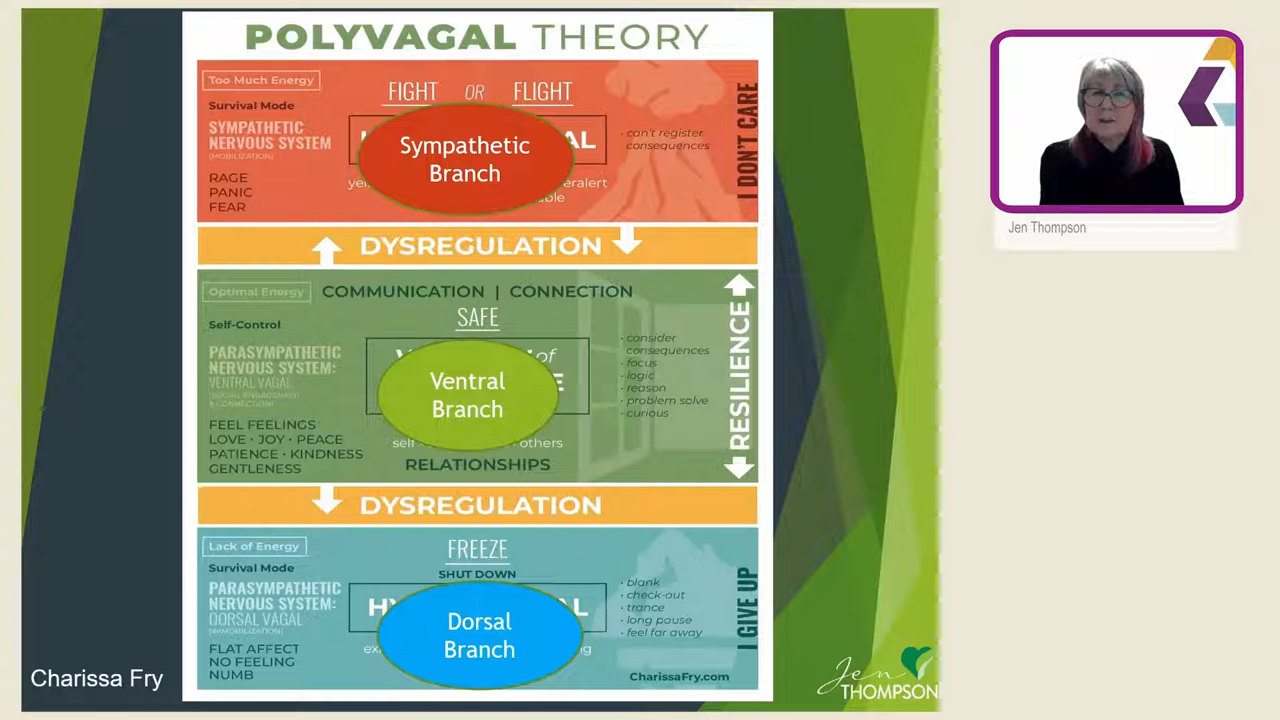 POLYVAGAL THEORY
Too Much Energy
Survival Mode
SYMPATHETIC
NERVOUS SYSTEM
(MOBILIZATION)
RAGE
PANIC
FEAR
FIGHT OR FLIGHT
Sympathetic
Branch
· can't register
consequences
I DON'T CARE
DYSREGULATION
Optimal Energy
COMMUNICATION | CONNECTION
Self-Control
SAFE
PARASYMPATHETIC
NERVOUS SYSTEM:
VENTRAL VAGAL
(SOCIAL ENGAGEMENT
& CONNECTION)
FEEL FEELINGS
LOVE · JOY · PEACE
PATIENCE · KINDNESS
GENTLENESS
of
Ventral
Branch
self
others
RELATIONSHIPS
· consider
consequences
· focus
· logic
· reason
· problem solve
· curious
RESILIENCE
DYSREGULATION
Lack of Energy
Survival Mode
FREEZE
SHUT DOWN
PARASYMPATHETIC
NERVOUS SYSTEM:
DORSAL VAGAL
(IMMOBILIZATION)
FLAT AFFECT
NO FEELING
NUMB
Dorsal
Branch
· blank
· check-out
· trance
· long pause
· feel far away
I GIVE UP
CharissaFry.com
Charissa Fry
Jen
THOMPSON
Jen Thompson